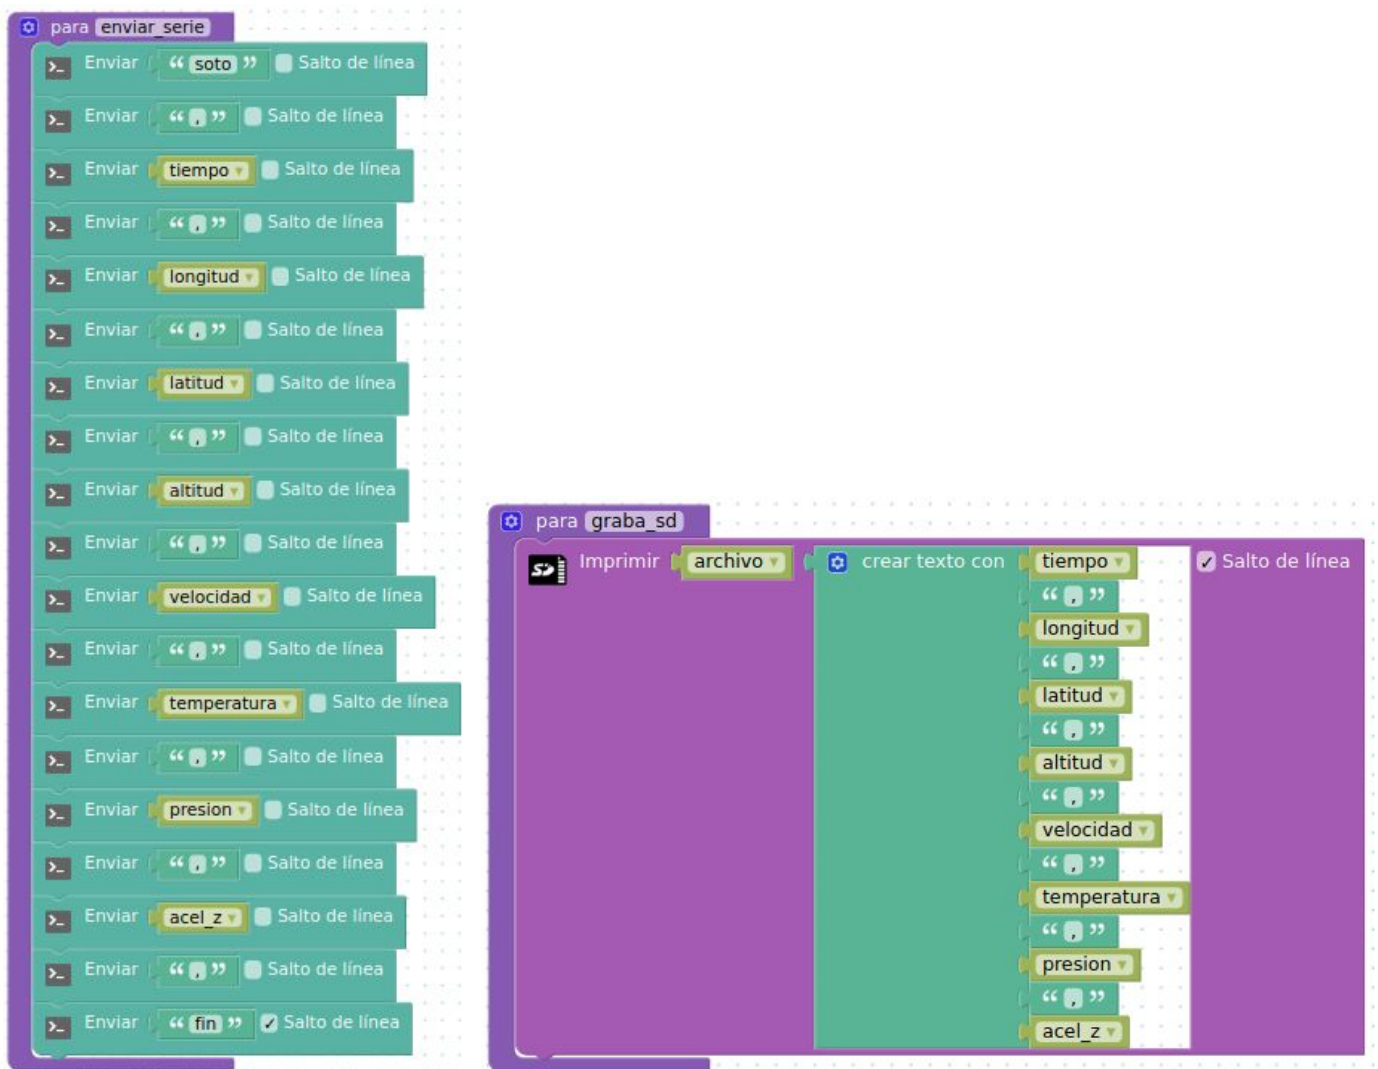 para enviar_serie
>_ Enviar “ soto ” Salto de línea
>_ Enviar “ , ” Salto de línea
>_ Enviar tiempo Salto de línea
>_ Enviar “ , ” Salto de línea
>_ Enviar longitud Salto de línea
>_ Enviar “ , ” Salto de línea
>_ Enviar latitud Salto de línea
>_ Enviar “ , ” Salto de línea
>_ Enviar altitud Salto de línea
>_ Enviar “ , ” Salto de línea
>_ Enviar velocidad Salto de línea
>_ Enviar “ , ” Salto de línea
>_ Enviar temperatura Salto de línea
>_ Enviar “ , ” Salto de línea
>_ Enviar presion Salto de línea
>_ Enviar “ , ” Salto de línea
>_ Enviar acel_z Salto de línea
>_ Enviar “ , ” Salto de línea
>_ Enviar “ fin ” Salto de línea
para graba_sd
SD Imprimir archivo crear texto con tiempo Salto de línea
“ , ”
longitud
“ , ”
latitud
“ , ”
altitud
“ , ”
velocidad
“ , ”
temperatura
“ , ”
presion
“ , ”
acel_z